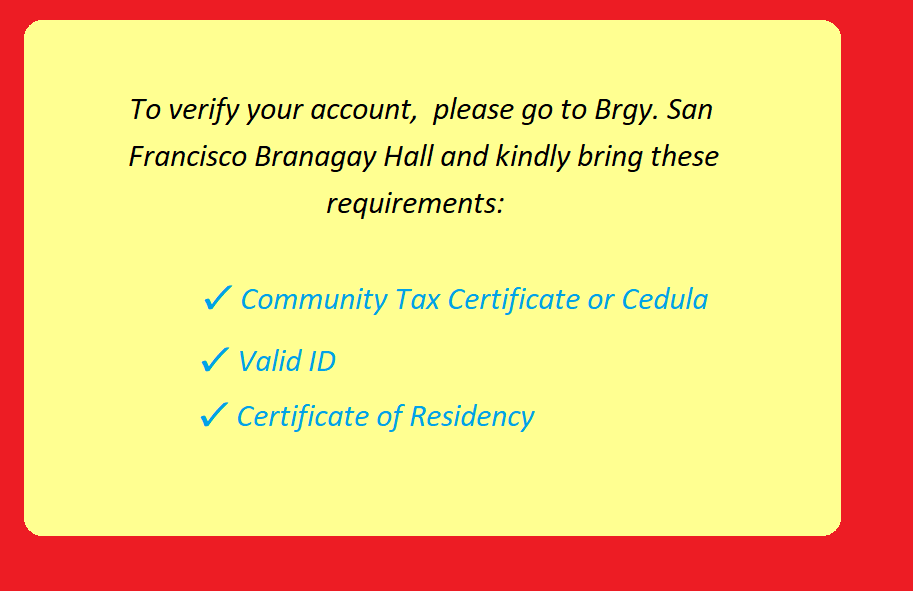 To verify your account,  please go to Brgy. San
Francisco Branagay Hall and kindly bring these
requirements:
✓ Community Tax Certificate or Cedula
✓ Valid ID
✓ Certificate of Residency